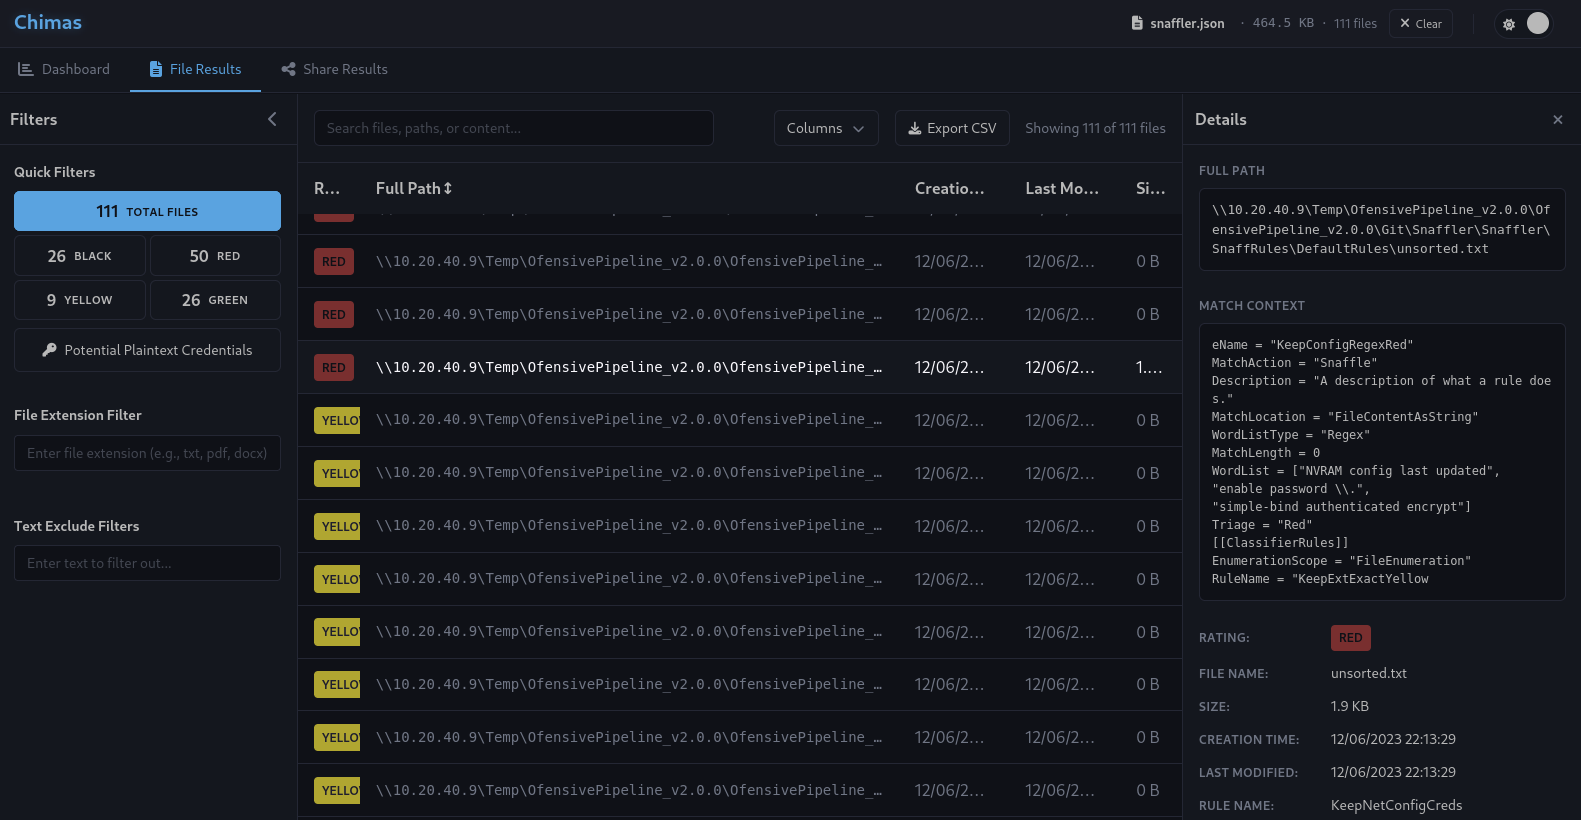 Chimas
snaffler.json · 464.5 KB · 111 files
Clear
Dashboard
File Results
Share Results
Filters
Quick Filters
111 TOTAL FILES
26 BLACK
50 RED
9 YELLOW
26 GREEN
Potential Plaintext Credentials
File Extension Filter
Enter file extension (e.g., txt, pdf, docx)
Text Exclude Filters
Enter text to filter out...
Search files, paths, or content...
Columns
Export CSV
Showing 111 of 111 files
R... Full Path Creatio... Last Mo... Si...
RED \\10.20.40.9\Temp\OfensivePipeline_v2.0.0\OfensivePipeline_… 12/06/2... 12/06/2... 0 B
RED \\10.20.40.9\Temp\OfensivePipeline_v2.0.0\OfensivePipeline_… 12/06/2... 12/06/2... 0 B
RED \\10.20.40.9\Temp\OfensivePipeline_v2.0.0\OfensivePipeline_… 12/06/2... 12/06/2... 1....
YELLO \\10.20.40.9\Temp\OfensivePipeline_v2.0.0\OfensivePipeline_… 12/06/2... 12/06/2... 0 B
YELLO \\10.20.40.9\Temp\OfensivePipeline_v2.0.0\OfensivePipeline_… 12/06/2... 12/06/2... 0 B
YELLO \\10.20.40.9\Temp\OfensivePipeline_v2.0.0\OfensivePipeline_… 12/06/2... 12/06/2... 0 B
YELLO \\10.20.40.9\Temp\OfensivePipeline_v2.0.0\OfensivePipeline_… 12/06/2... 12/06/2... 0 B
YELLO \\10.20.40.9\Temp\OfensivePipeline_v2.0.0\OfensivePipeline_… 12/06/2... 12/06/2... 0 B
YELLO \\10.20.40.9\Temp\OfensivePipeline_v2.0.0\OfensivePipeline_… 12/06/2... 12/06/2... 0 B
YELLO \\10.20.40.9\Temp\OfensivePipeline_v2.0.0\OfensivePipeline_… 12/06/2... 12/06/2... 0 B
YELLO \\10.20.40.9\Temp\OfensivePipeline_v2.0.0\OfensivePipeline_… 12/06/2... 12/06/2... 0 B
Details
FULL PATH
\\10.20.40.9\Temp\OfensivePipeline_v2.0.0\Of
ensivePipeline_v2.0.0\Git\Snaffler\Snaffler\
SnaffRules\DefaultRules\unsorted.txt
MATCH CONTEXT
eName = "KeepConfigRegexRed"
MatchAction = "Snaffle"
Description = "A description of what a rule doe
s."
MatchLocation = "FileContentAsString"
WordListType = "Regex"
MatchLength = 0
WordList = ["NVRAM config last updated",
"enable password \\.",
"simple-bind authenticated encrypt"]
Triage = "Red"
[[ClassifierRules]]
EnumerationScope = "FileEnumeration"
RuleName = "KeepExtExactYellow
RATING: RED
FILE NAME: unsorted.txt
SIZE: 1.9 KB
CREATION TIME: 12/06/2023 22:13:29
LAST MODIFIED: 12/06/2023 22:13:29
RULE NAME: KeepNetConfigCreds